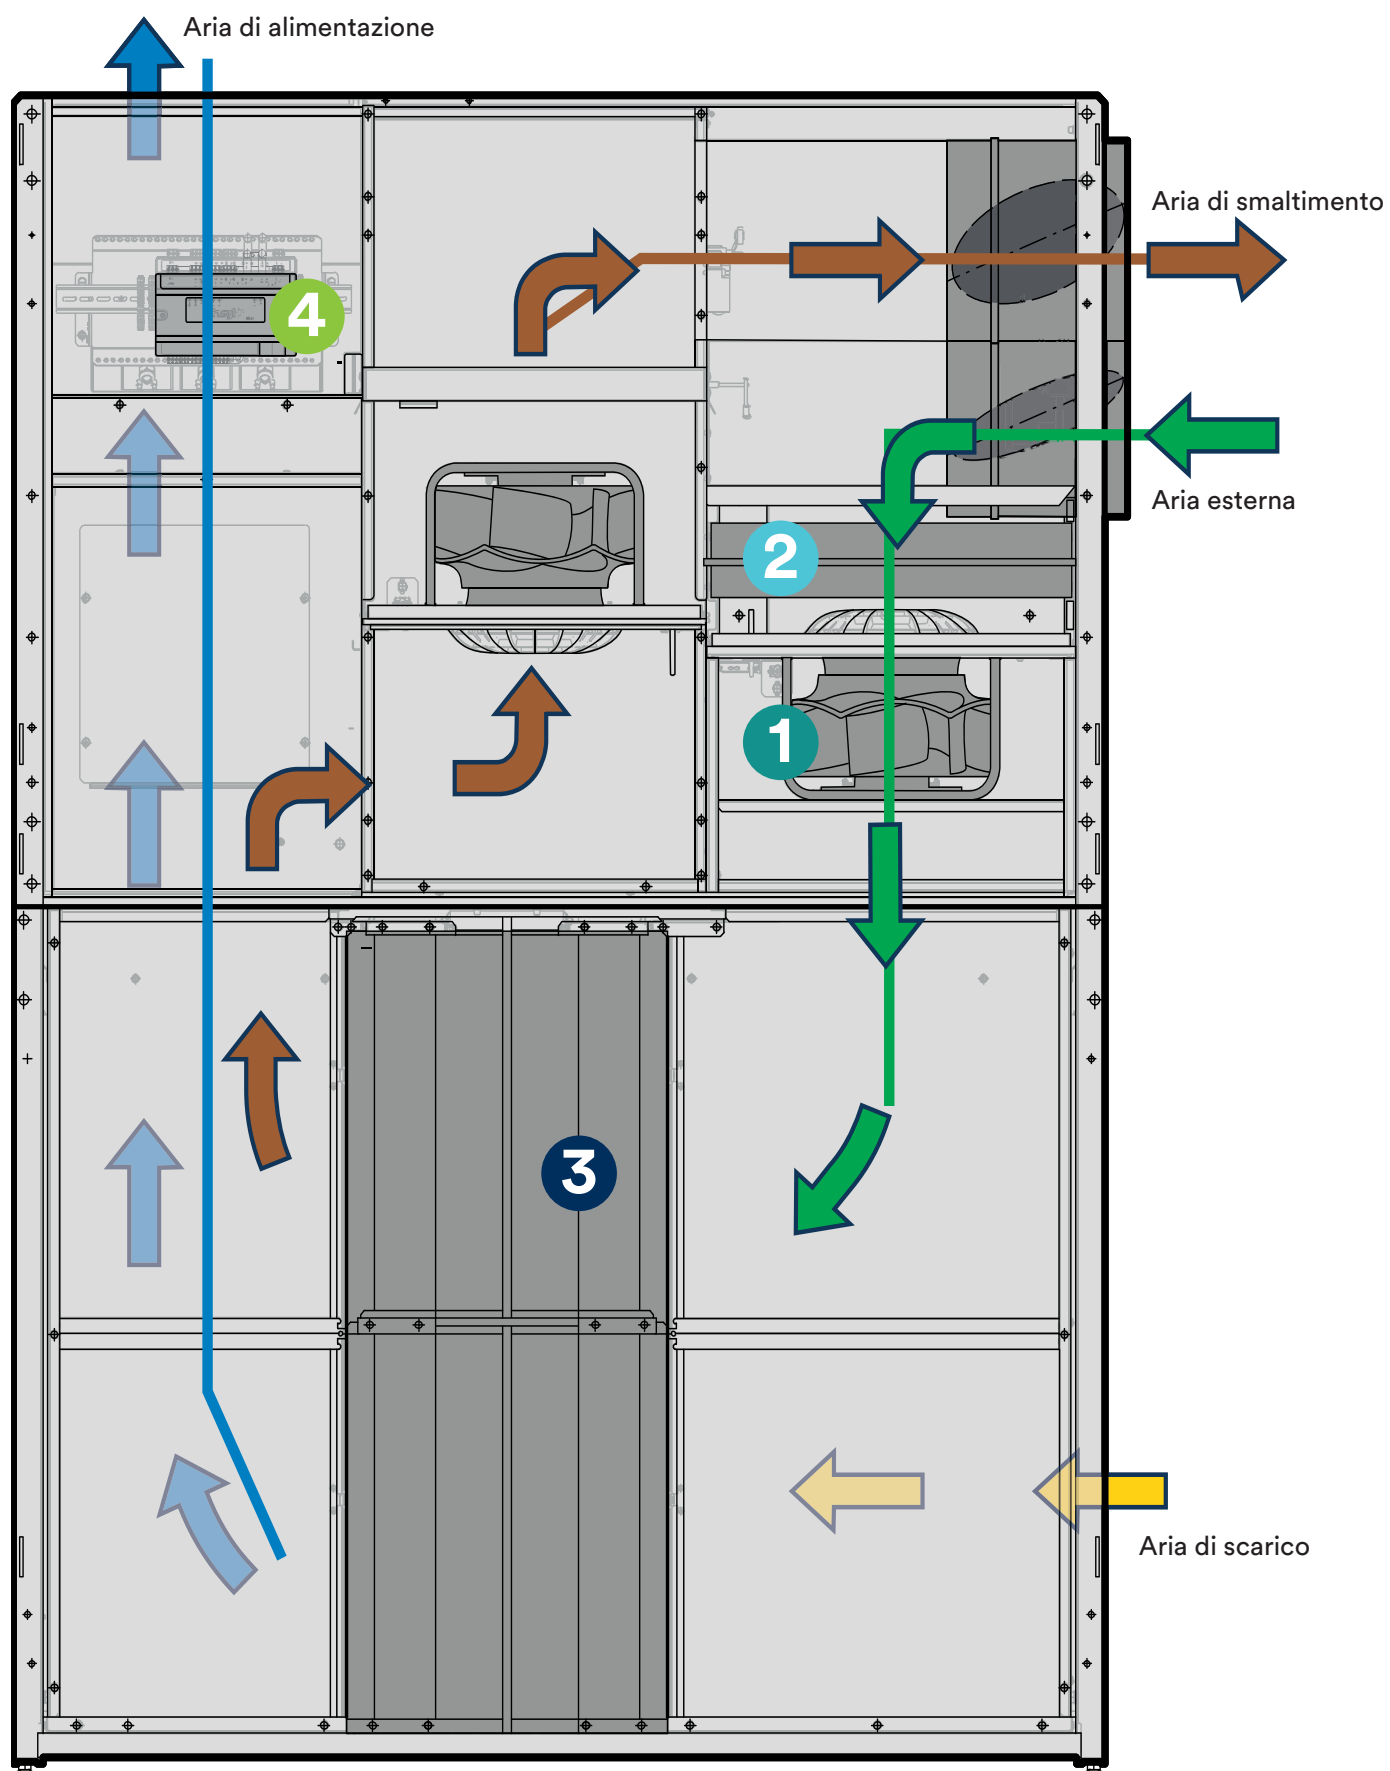 Aria di alimentazione
Aria di smaltimento
4
Aria esterna
2
1
3
Aria di scarico